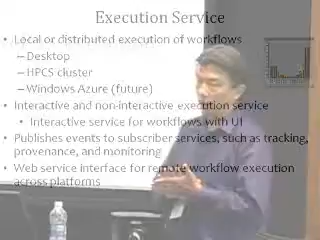 Execution Service
• Local or distributed execution of workflows
– Desktop
– HPCS cluster
– Windows Azure (future)
• Interactive and non-interactive execution service
• Interactive service for workflows with UI
• Publishes events to subscriber services, such as tracking,
provenance, and monitoring
• Web service interface for remote workflow execution
across platforms